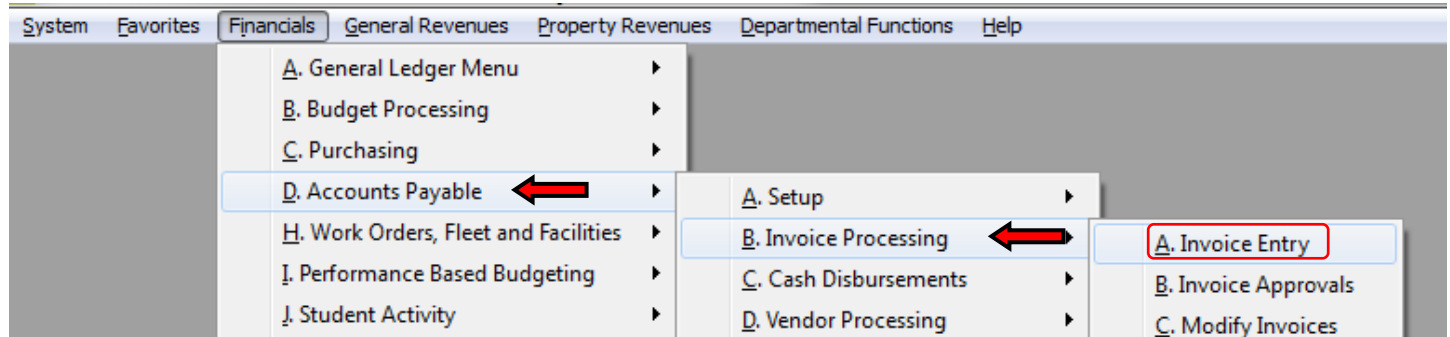 System Favorites Financials General Revenues Property Revenues Departmental Functions Help
A. General Ledger Menu
B. Budget Processing
C. Purchasing
D. Accounts Payable
H. Work Orders, Fleet and Facilities
I. Performance Based Budgeting
J. Student Activity
A. Setup
B. Invoice Processing
C. Cash Disbursements
D. Vendor Processing
A. Invoice Entry
B. Invoice Approvals
C. Modify Invoices